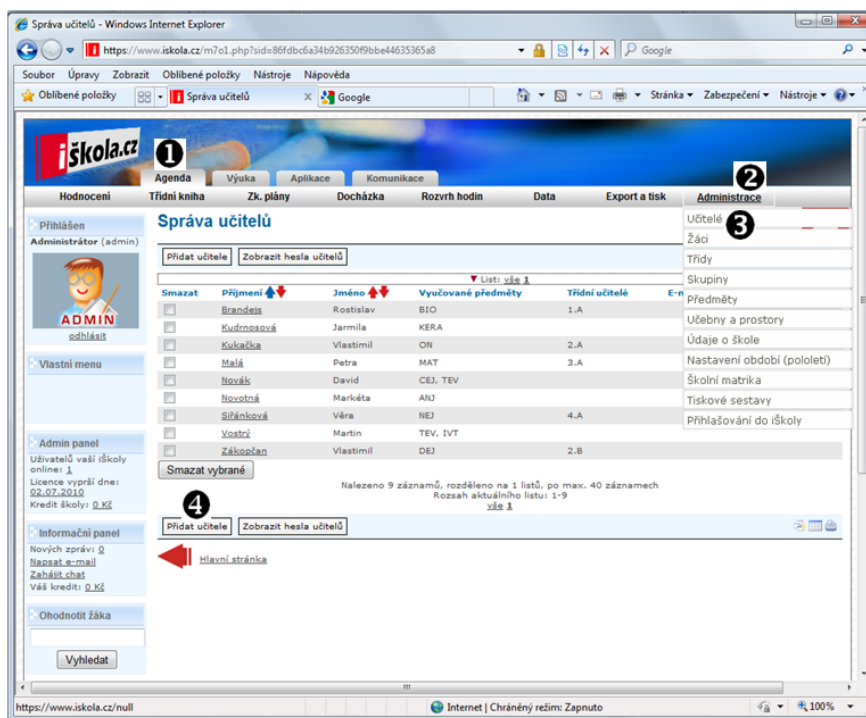 Správa učitelů - Windows Internet Explorer
https://www.iskola.cz/m7o1.php?sid=86fdbc6a34b926350f9bbe44635365a8
Google
Soubor Úpravy Zobrazit Oblíbené položky Nástroje Nápověda
Oblíbené položky Správa učitelů X Google Stránka Zabezpečení Nástroje
iškola.cz
1
Agenda Výuka Aplikace Komunikace
2
Hodnocení Třídní kniha Zk. plány Docházka Rozvrh hodin Data Export a tisk Administrace
Přihlášen
Administrátor (admin)
ADMIN
odhlásit
Vlastní menu
Admin panel
Uživatelů vaší iŠkoly
online: 1
Licence vyprší dne:
02.07.2010
Kredit školy: 0 Kč
Informační panel
Nových zpráv: 0
Napsat e-mail
Zahájit chat
Váš kredit: 0 Kč
Ohodnotit žáka
Vyhledat
Správa učitelů
Přidat učitele Zobrazit hesla učitelů
List: vše 1
Smazat Příjmení Jméno Vyučované předměty Třídní učitelé
Brandejs Rostislav BIO 1.A
Kudrnosová Jarmila KERA
Kukačka Vlastimil ON 2.A
Malá Petra MAT 3.A
Novák David CEJ, TEV
Novotná Markéta ANJ
Siřánková Věra NEJ 4.A
Vostrý Martin TEV, IVT
Zákopčan Vlastimil DEJ 2.B
Smazat vybrané
Nalezeno 9 záznamů, rozděleno na 1 listů, po max. 40 záznamech
Rozsah aktuálního listu: 1-9
vše 1
4
Přidat učitele Zobrazit hesla učitelů
Hlavní stránka
Učitelé
3
Žáci
Třídy
Skupiny
Předměty
Učebny a prostory
Údaje o škole
Nastavení období (pololetí)
Školní matrika
Tiskové sestavy
Přihlašování do iŠkoly
https://www.iskola.cz/null Internet | Chráněný režim: Zapnuto 100%